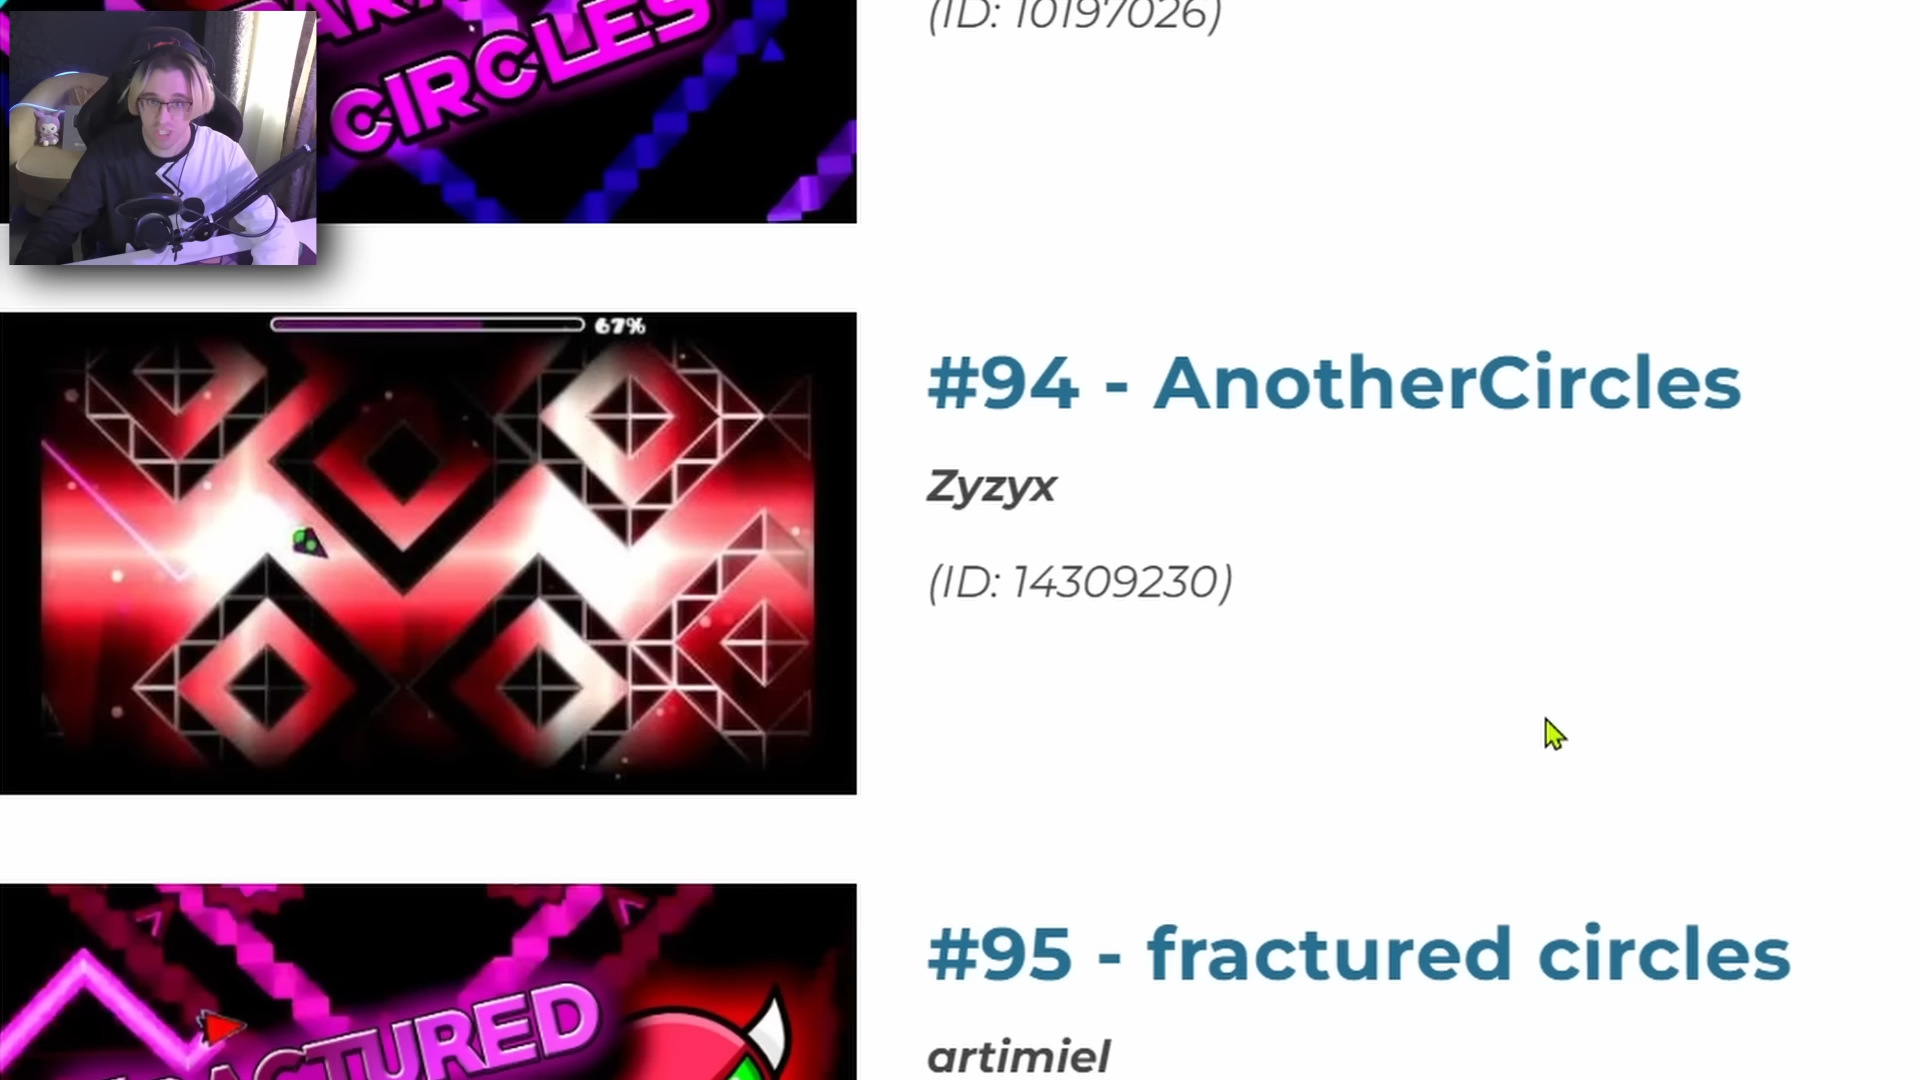 CIRCLES
(ID: 10197026)
67%
#94 - AnotherCircles
Zyzyx
(ID: 14309230)
#95 - fractured circles
artimiel